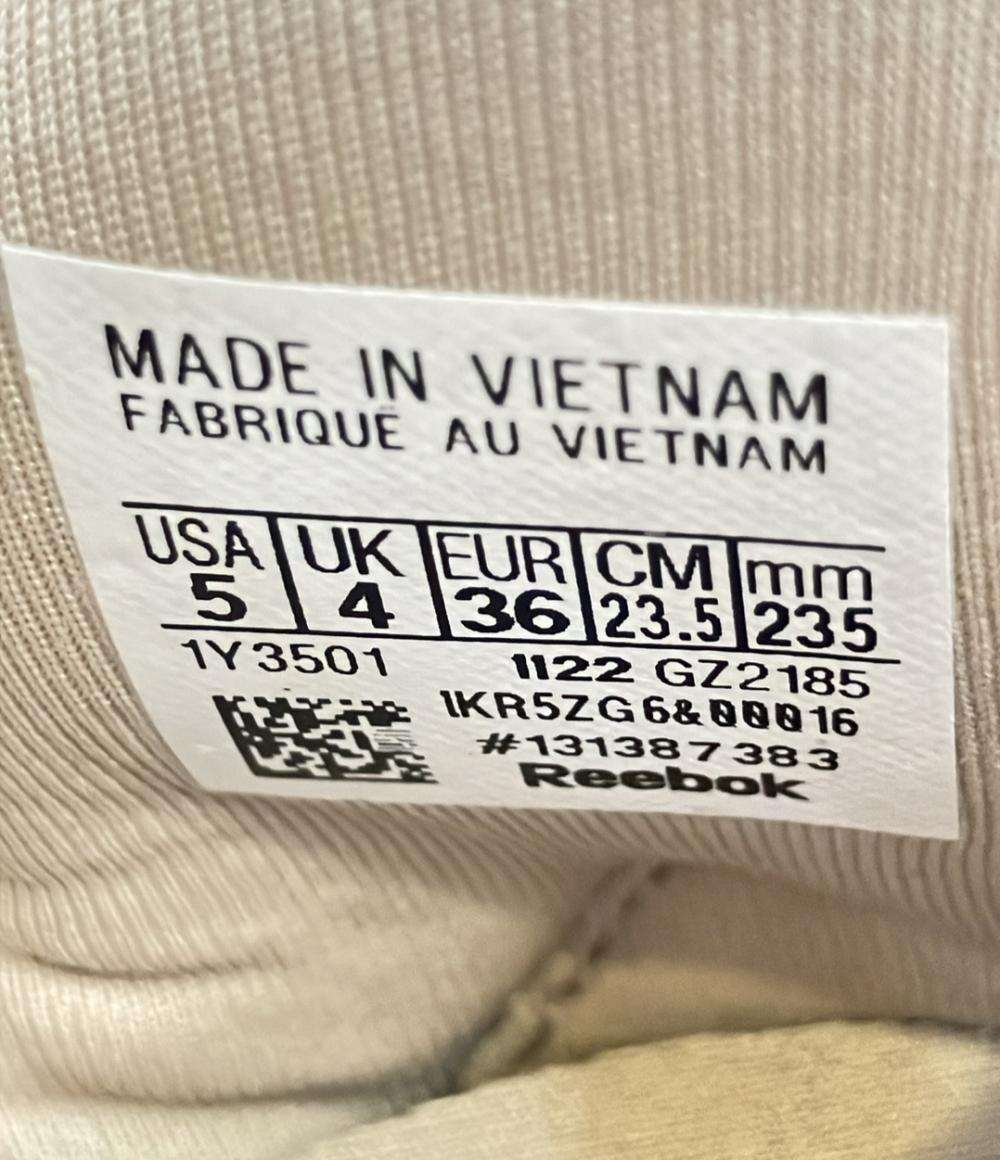 MADE IN VIETNAM
FABRIQUÉ AU VIETNAM
USA UK EUR CM mm
5 4 36 23.5 235
1Y3501 1122 GZ2185
1KR5ZG6&00016
#131387383
Reebok